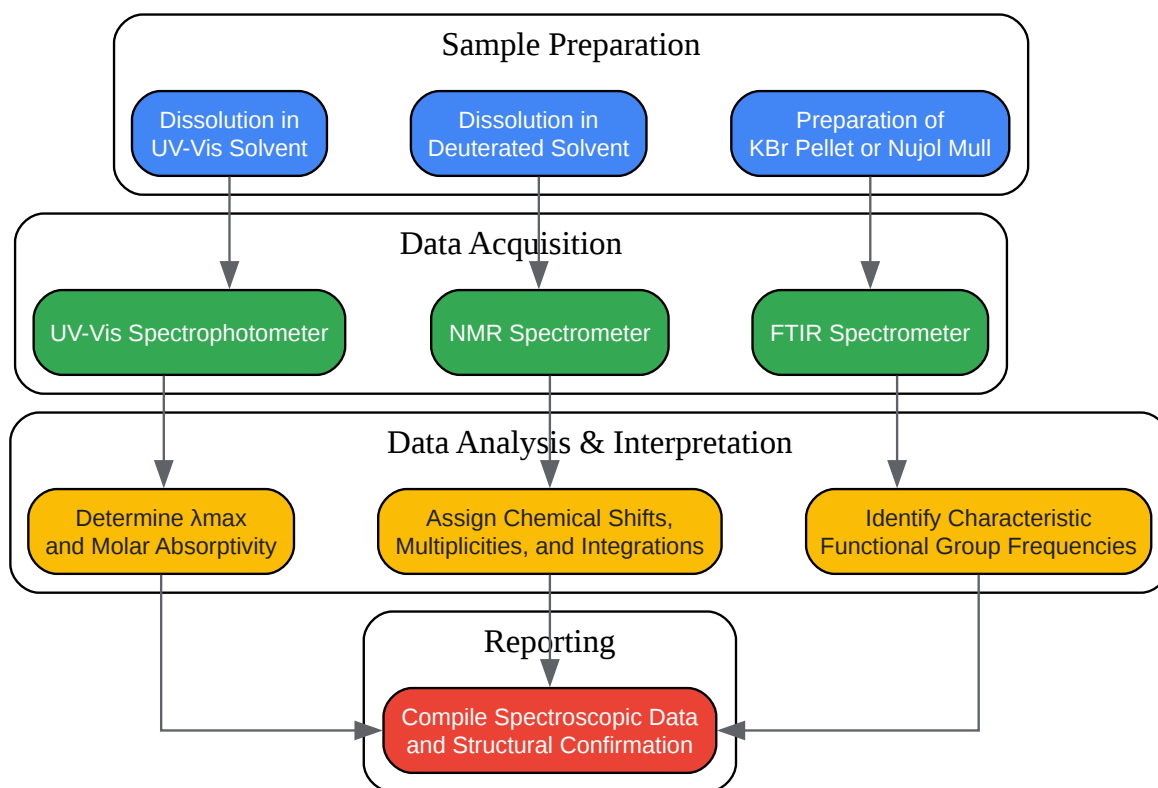 Sample Preparation
Dissolution in
UV-Vis Solvent
Dissolution in
Deuterated Solvent
Preparation of
KBr Pellet or Nujol Mull
Data Acquisition
UV-Vis Spectrophotometer
NMR Spectrometer
FTIR Spectrometer
Data Analysis & Interpretation
Determine λmax
and Molar Absorptivity
Assign Chemical Shifts,
Multiplicities, and Integrations
Identify Characteristic
Functional Group Frequencies
Reporting
Compile Spectroscopic Data
and Structural Confirmation